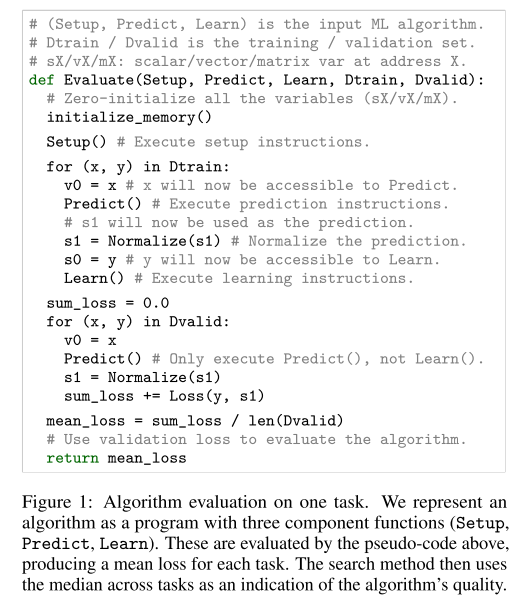 # (Setup, Predict, Learn) is the input ML algorithm.
# Dtrain / Dvalid is the training / validation set.
# sX/vX/mX: scalar/vector/matrix var at address X.
def Evaluate(Setup, Predict, Learn, Dtrain, Dvalid):
  # Zero-initialize all the variables (sX/vX/mX).
  initialize_memory()
  Setup() # Execute setup instructions.
  for (x, y) in Dtrain:
    v0 = x # x will now be accessible to Predict.
    Predict() # Execute prediction instructions.
    # s1 will now be used as the prediction.
    s1 = Normalize(s1) # Normalize the prediction.
    s0 = y # y will now be accessible to Learn.
    Learn() # Execute learning instructions.
  sum_loss = 0.0
  for (x, y) in Dvalid:
    v0 = x
    Predict() # Only execute Predict(), not Learn().
    s1 = Normalize(s1)
    sum_loss += Loss(y, s1)
  mean_loss = sum_loss / len(Dvalid)
  # Use validation loss to evaluate the algorithm.
  return mean_loss
Figure 1: Algorithm evaluation on one task. We represent an
algorithm as a program with three component functions (Setup,
Predict, Learn). These are evaluated by the pseudo-code above,
producing a mean loss for each task. The search method then uses
the median across tasks as an indication of the algorithm's quality.